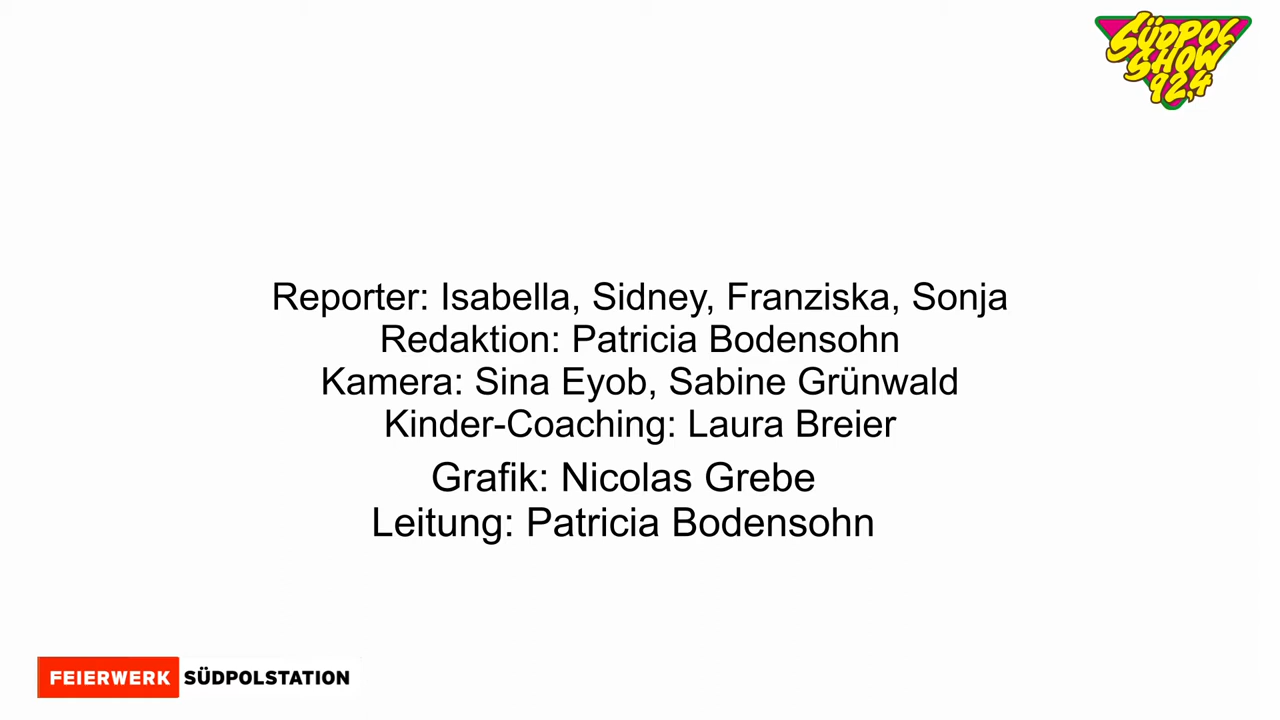 SÜDPOL
SHOW
92,4
Reporter: Isabella, Sidney, Franziska, Sonja
Redaktion: Patricia Bodensohn
Kamera: Sina Eyob, Sabine Grünwald
Kinder-Coaching: Laura Breier
Grafik: Nicolas Grebe
Leitung: Patricia Bodensohn
FEIERWERK SÜDPOLSTATION